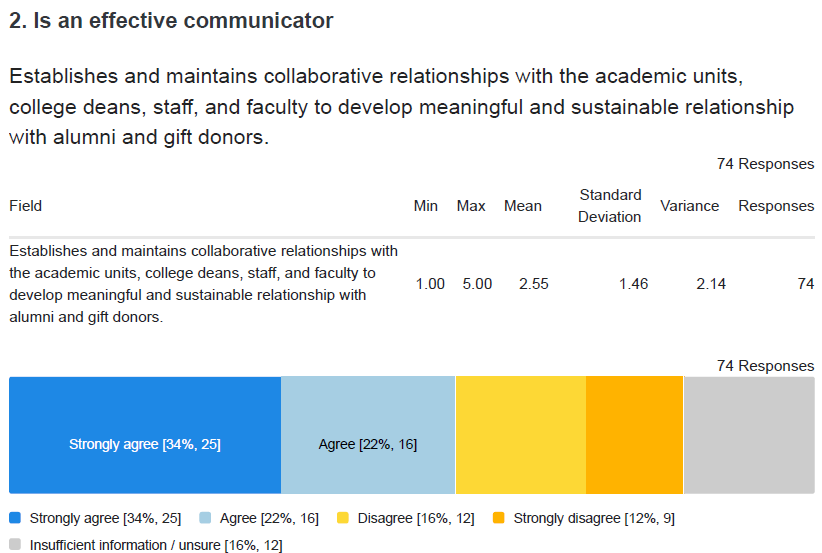 2. Is an effective communicator
Establishes and maintains collaborative relationships with the academic units,
college deans, staff, and faculty to develop meaningful and sustainable relationship
with alumni and gift donors.
74 Responses
Field Min Max Mean Standard Deviation Variance Responses
Establishes and maintains collaborative relationships with
the academic units, college deans, staff, and faculty to
develop meaningful and sustainable relationship with
alumni and gift donors.
1.00 5.00 2.55 1.46 2.14 74
74 Responses
Strongly agree [34%, 25] Agree [22%, 16]
Strongly agree [34%, 25] Agree [22%, 16] Disagree [16%, 12] Strongly disagree [12%, 9]
Insufficient information / unsure [16%, 12]